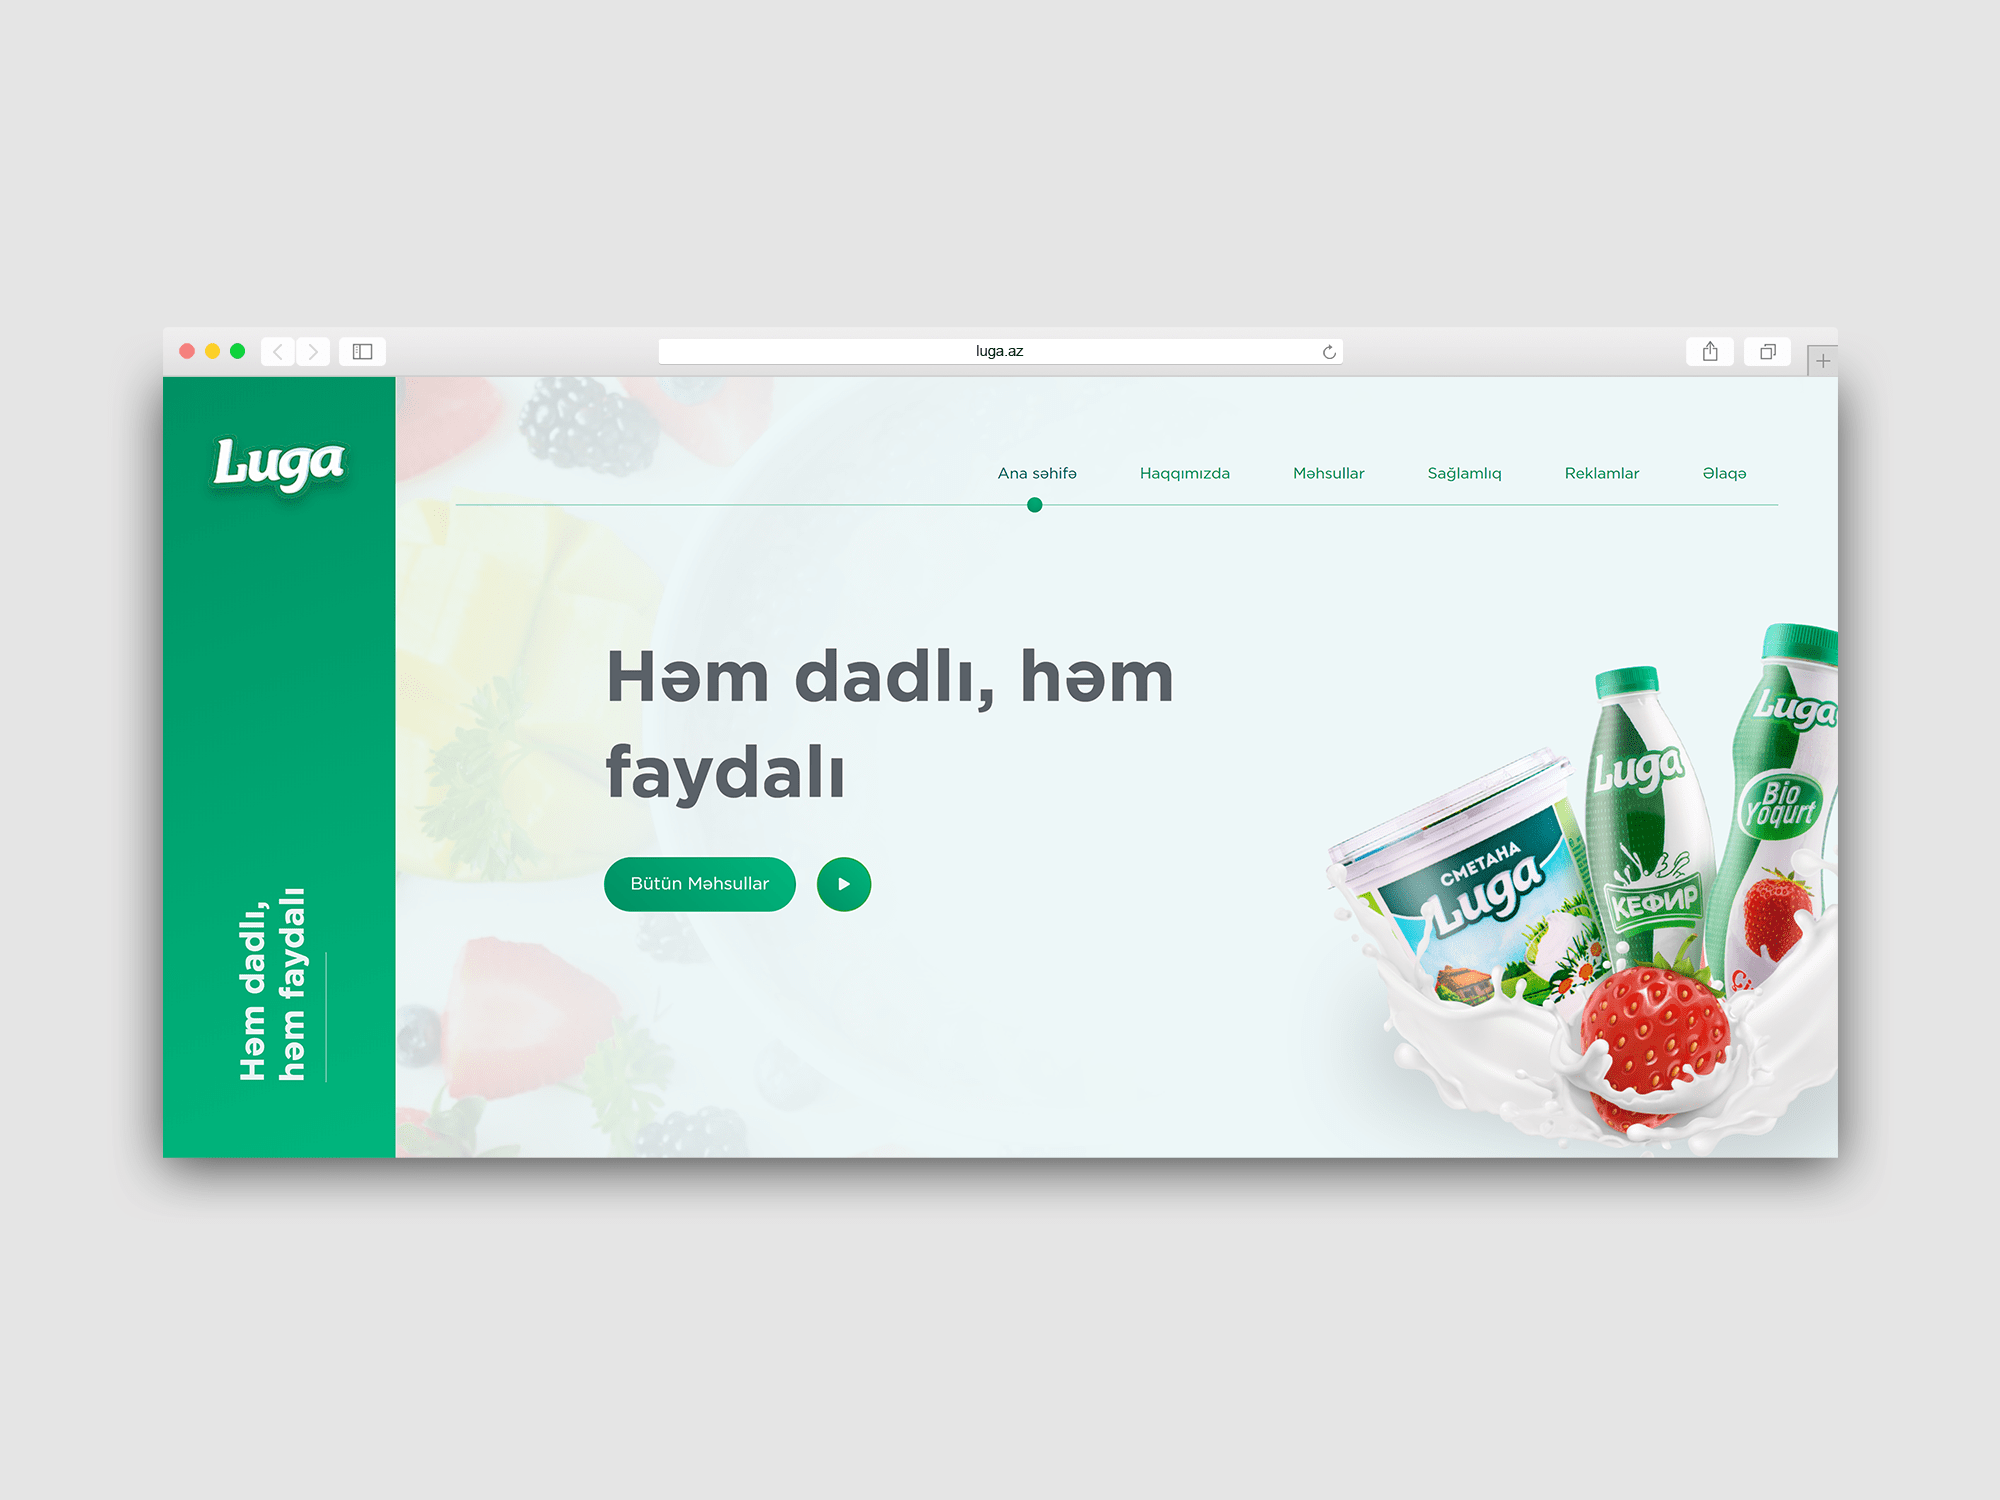 luga.az
Luga
Ana səhifə
Haqqımızda
Məhsullar
Sağlamlıq
Reklamlar
Əlaqə
Həm dadlı, həm
faydalı
Bütün Məhsullar
Həm dadlı,
həm faydalı
СМЕТАНА
Luga
Luga
КЕФИР
Luga
Bio
Yoqurt